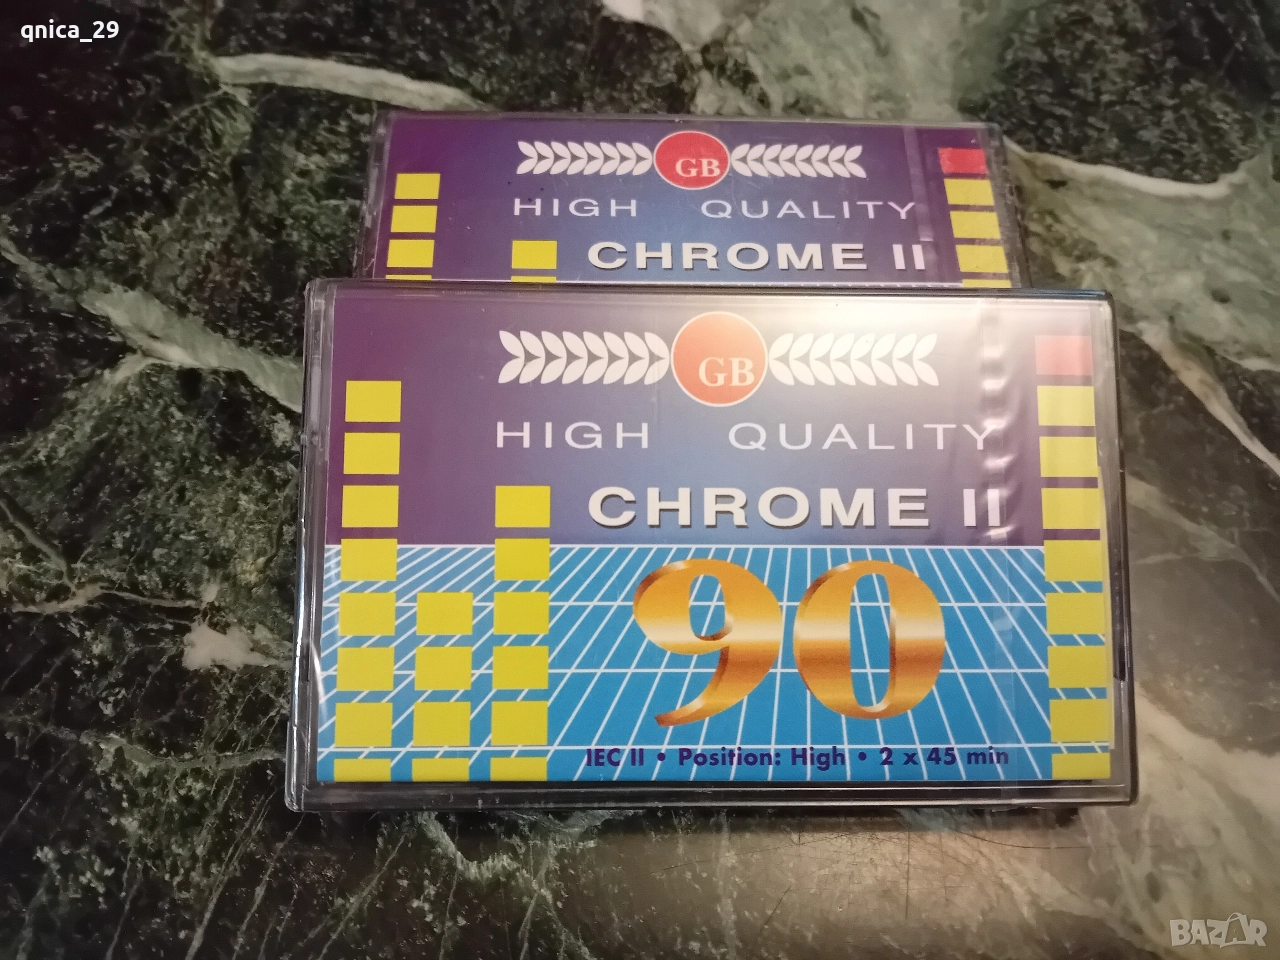 qnica_29
GB
HIGH QUALITY
CHROME II
GB
HIGH QUALITY
CHROME II
90
IEC II • Position: High • 2 x 45 min
BAZAR